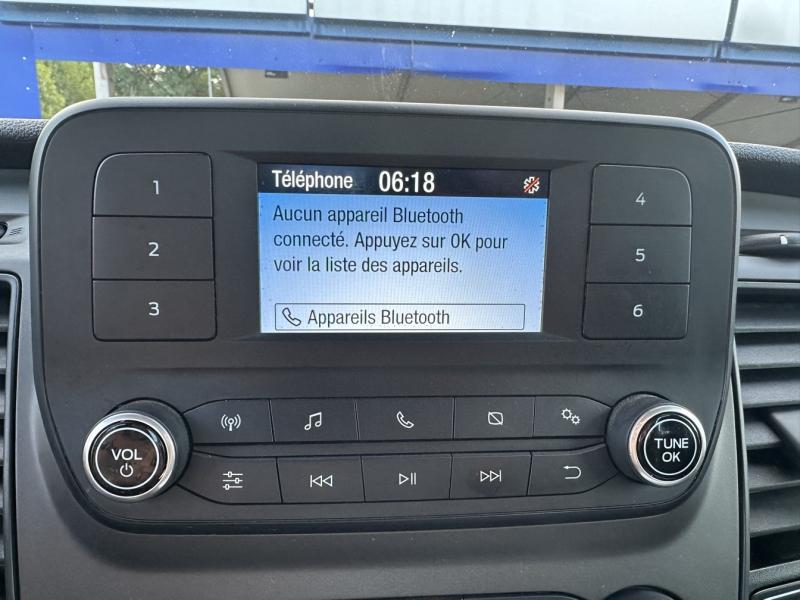 Téléphone 06:18
Aucun appareil Bluetooth
connecté. Appuyez sur OK pour
voir la liste des appareils.
Appareils Bluetooth
1
2
3
4
5
6
VOL
TUNE
OK